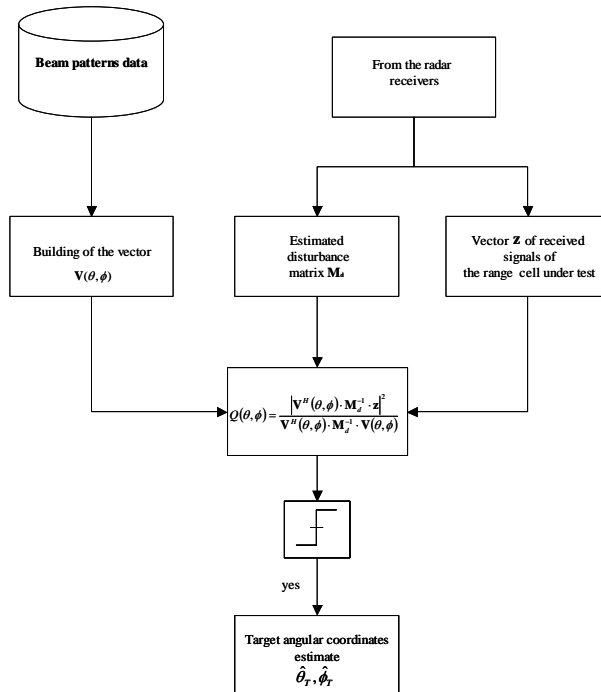 Beam patterns data
From the radar
receivers
Building of the vector
V(θ,ϕ)
Estimated
disturbance
matrix M_d
Vector z of received
signals of
the range cell under test
Q(θ,ϕ) = |V^H(θ,ϕ)·M_d^{-1}·z|^2 / V^H(θ,ϕ)·M_d^{-1}·V(θ,ϕ)
yes
Target angular coordinates
estimate
θ̂_T, ϕ̂_T